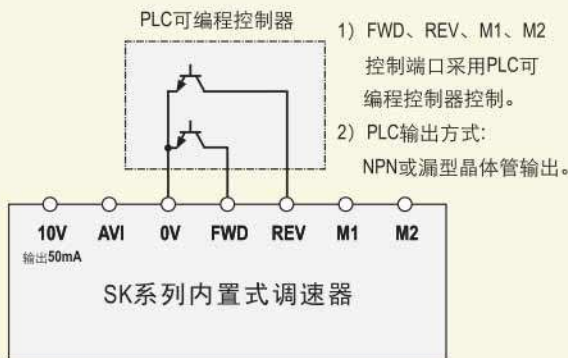 PLC可编程控制器
1）FWD、REV、M1、M2
控制端口采用PLC可
编程控制器控制。
2）PLC输出方式:
NPN或漏型晶体管输出。
10V AVI 0V FWD REV M1 M2
输出50mA
SK系列内置式调速器